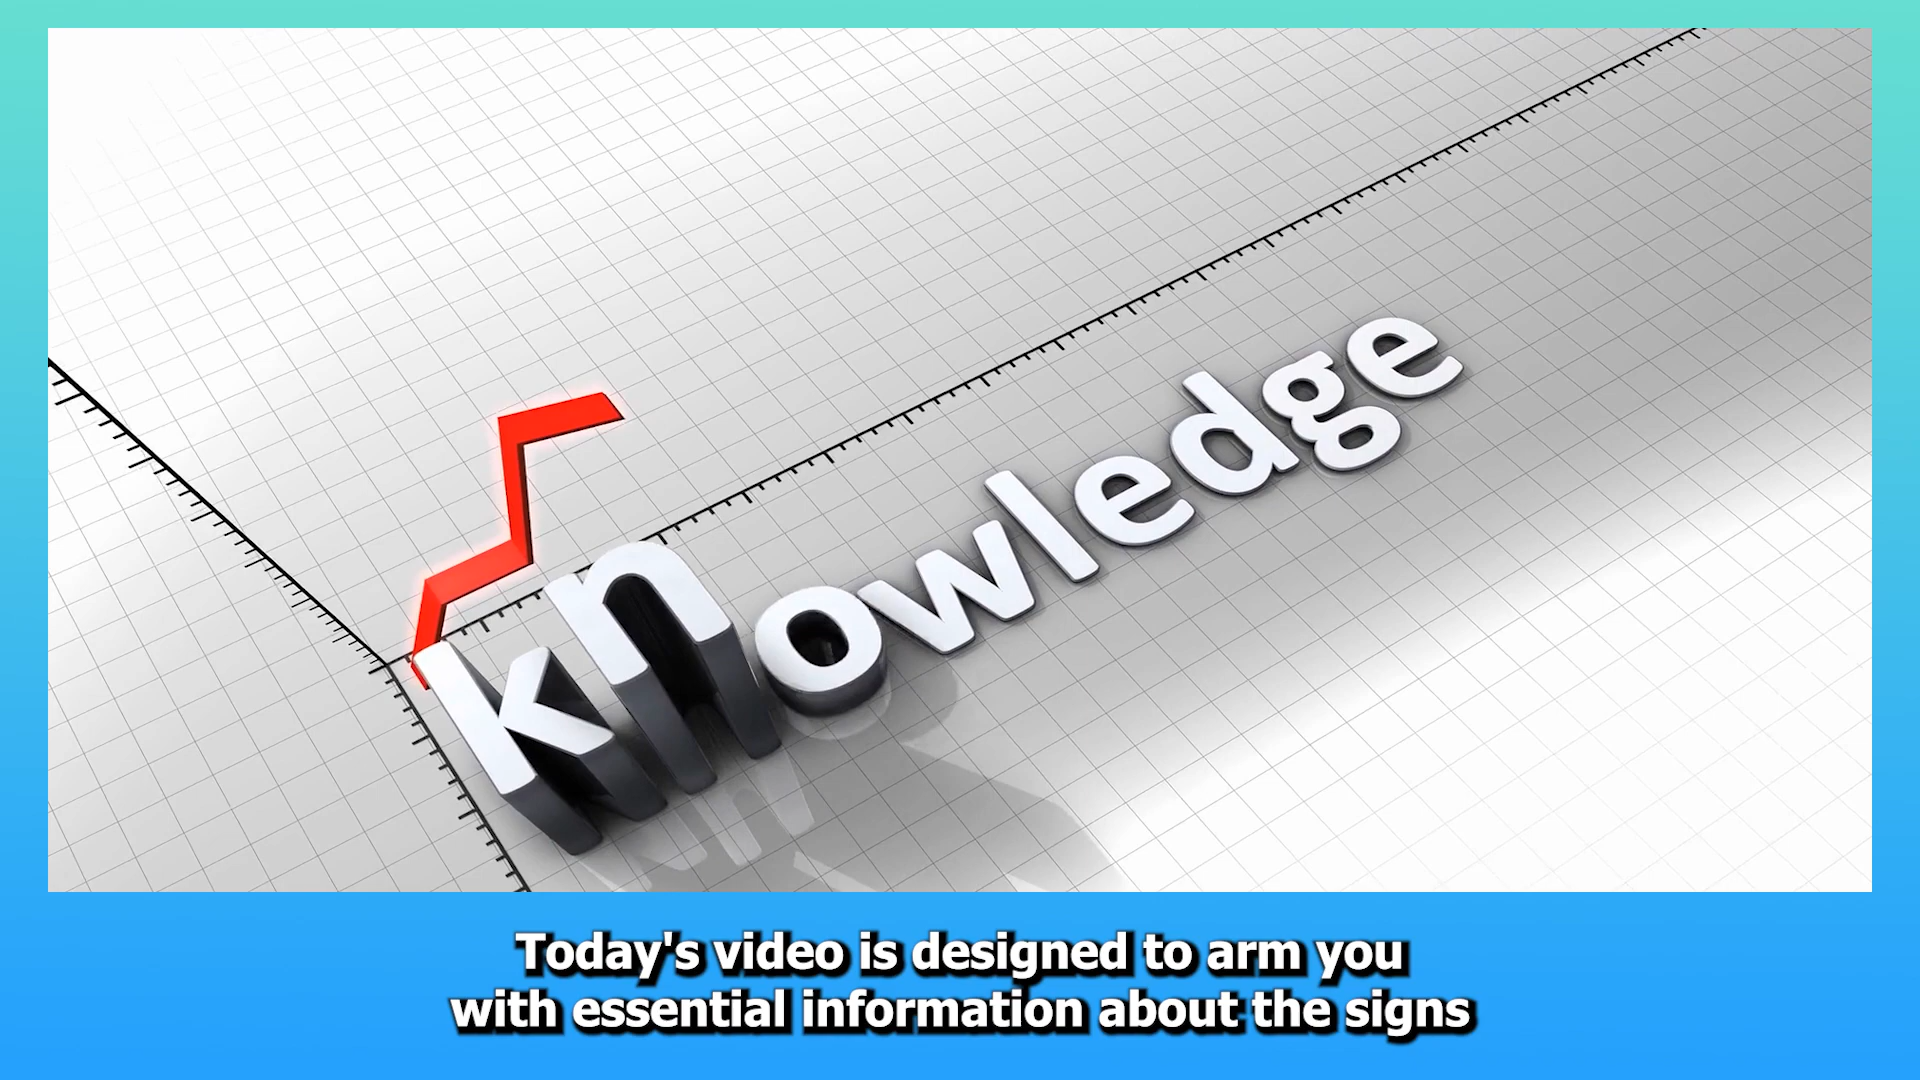 knowledge
Today's video is designed to arm you
with essential information about the signs